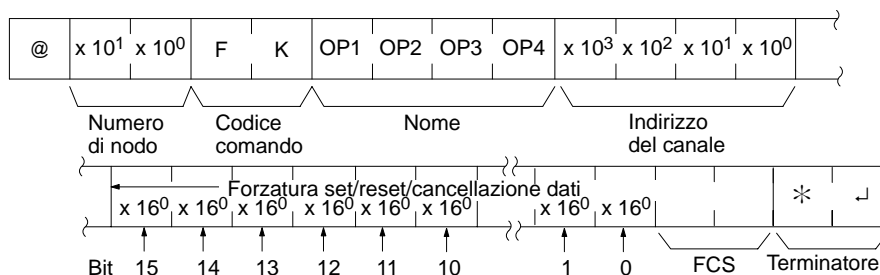 @ x 10¹ x 10⁰ F K OP1 OP2 OP3 OP4 x 10³ x 10² x 10¹ x 10⁰
Numero di nodo
Codice comando
Nome
Indirizzo del canale
Forzatura set/reset/cancellazione dati
x 16⁰ x 16⁰ x 16⁰ x 16⁰ x 16⁰ x 16⁰ x 16⁰ x 16⁰ * ↵
Bit 15 14 13 12 11 10 1 0 FCS Terminatore